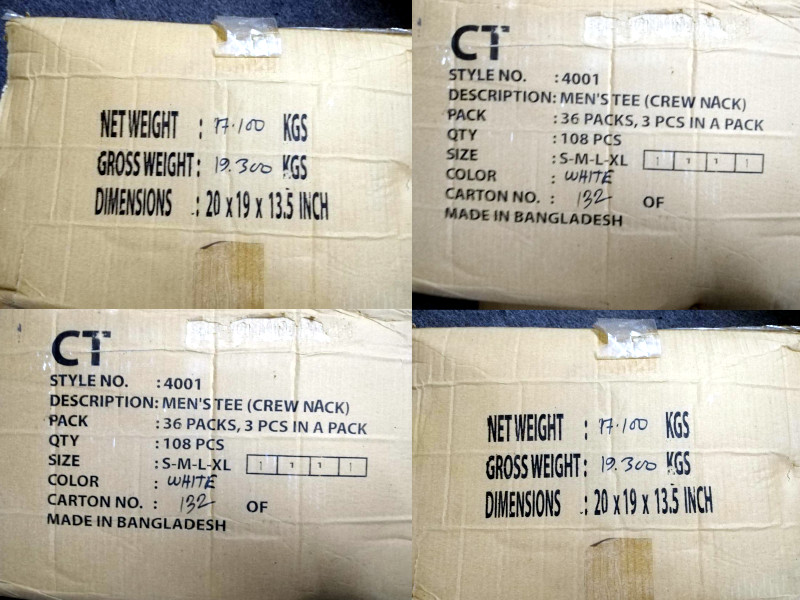 NET WEIGHT : 17.100 KGS
GROSS WEIGHT : 19.300 KGS
DIMENSIONS : 20 x 19 x 13.5 INCH
CT
STYLE NO. : 4001
DESCRIPTION: MEN'S TEE (CREW NACK)
PACK : 36 PACKS, 3 PCS IN A PACK
QTY : 108 PCS
SIZE : S-M-L-XL 1 1 1 1
COLOR : WHITE
CARTON NO. : 132 OF
MADE IN BANGLADESH
CT
STYLE NO. : 4001
DESCRIPTION: MEN'S TEE (CREW NACK)
PACK : 36 PACKS, 3 PCS IN A PACK
QTY : 108 PCS
SIZE : S-M-L-XL 1 1 1 1
COLOR : WHITE
CARTON NO. : 132 OF
MADE IN BANGLADESH
NET WEIGHT : 17.100 KGS
GROSS WEIGHT : 19.300 KGS
DIMENSIONS : 20 x 19 x 13.5 INCH